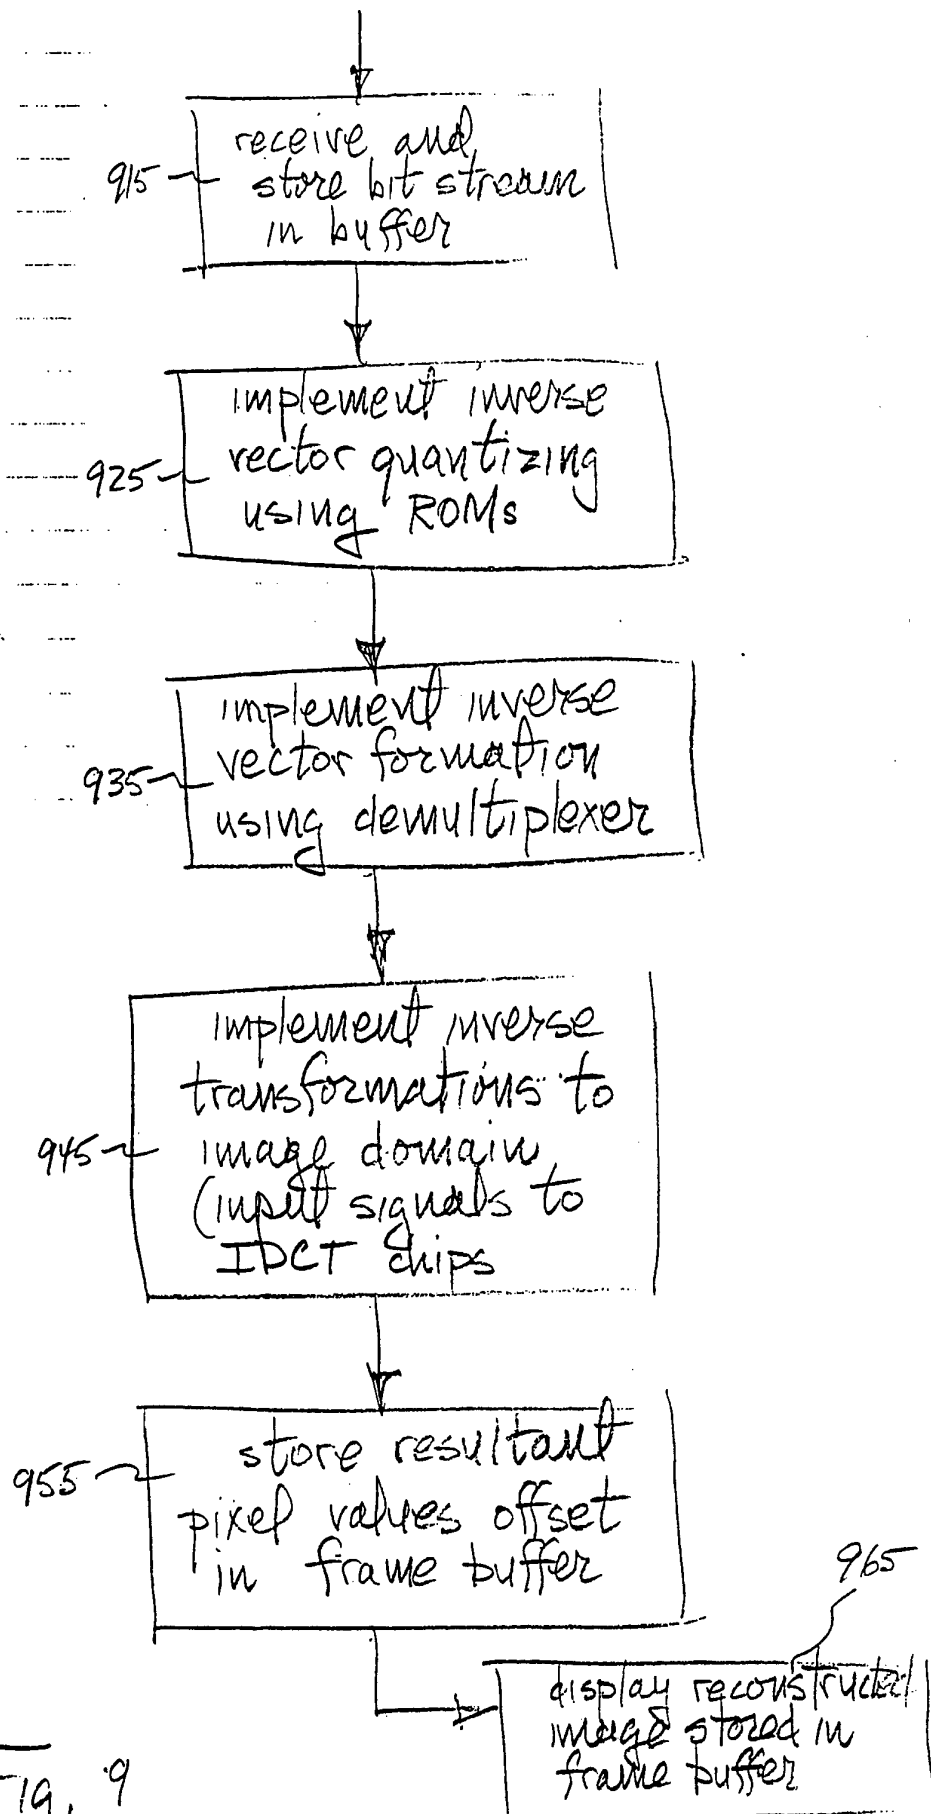 receive and
915 store bit stream
in buffer
implement inverse
925 vector quantizing
using ROMs
implement inverse
935 vector formation
using demultiplexer
implement inverse
transformations to
945 image domain
(input signals to
IDCT chips
store resultant
955 pixel values offset
in frame buffer
965
display reconstructed
image stored in
frame buffer
Fig. 9